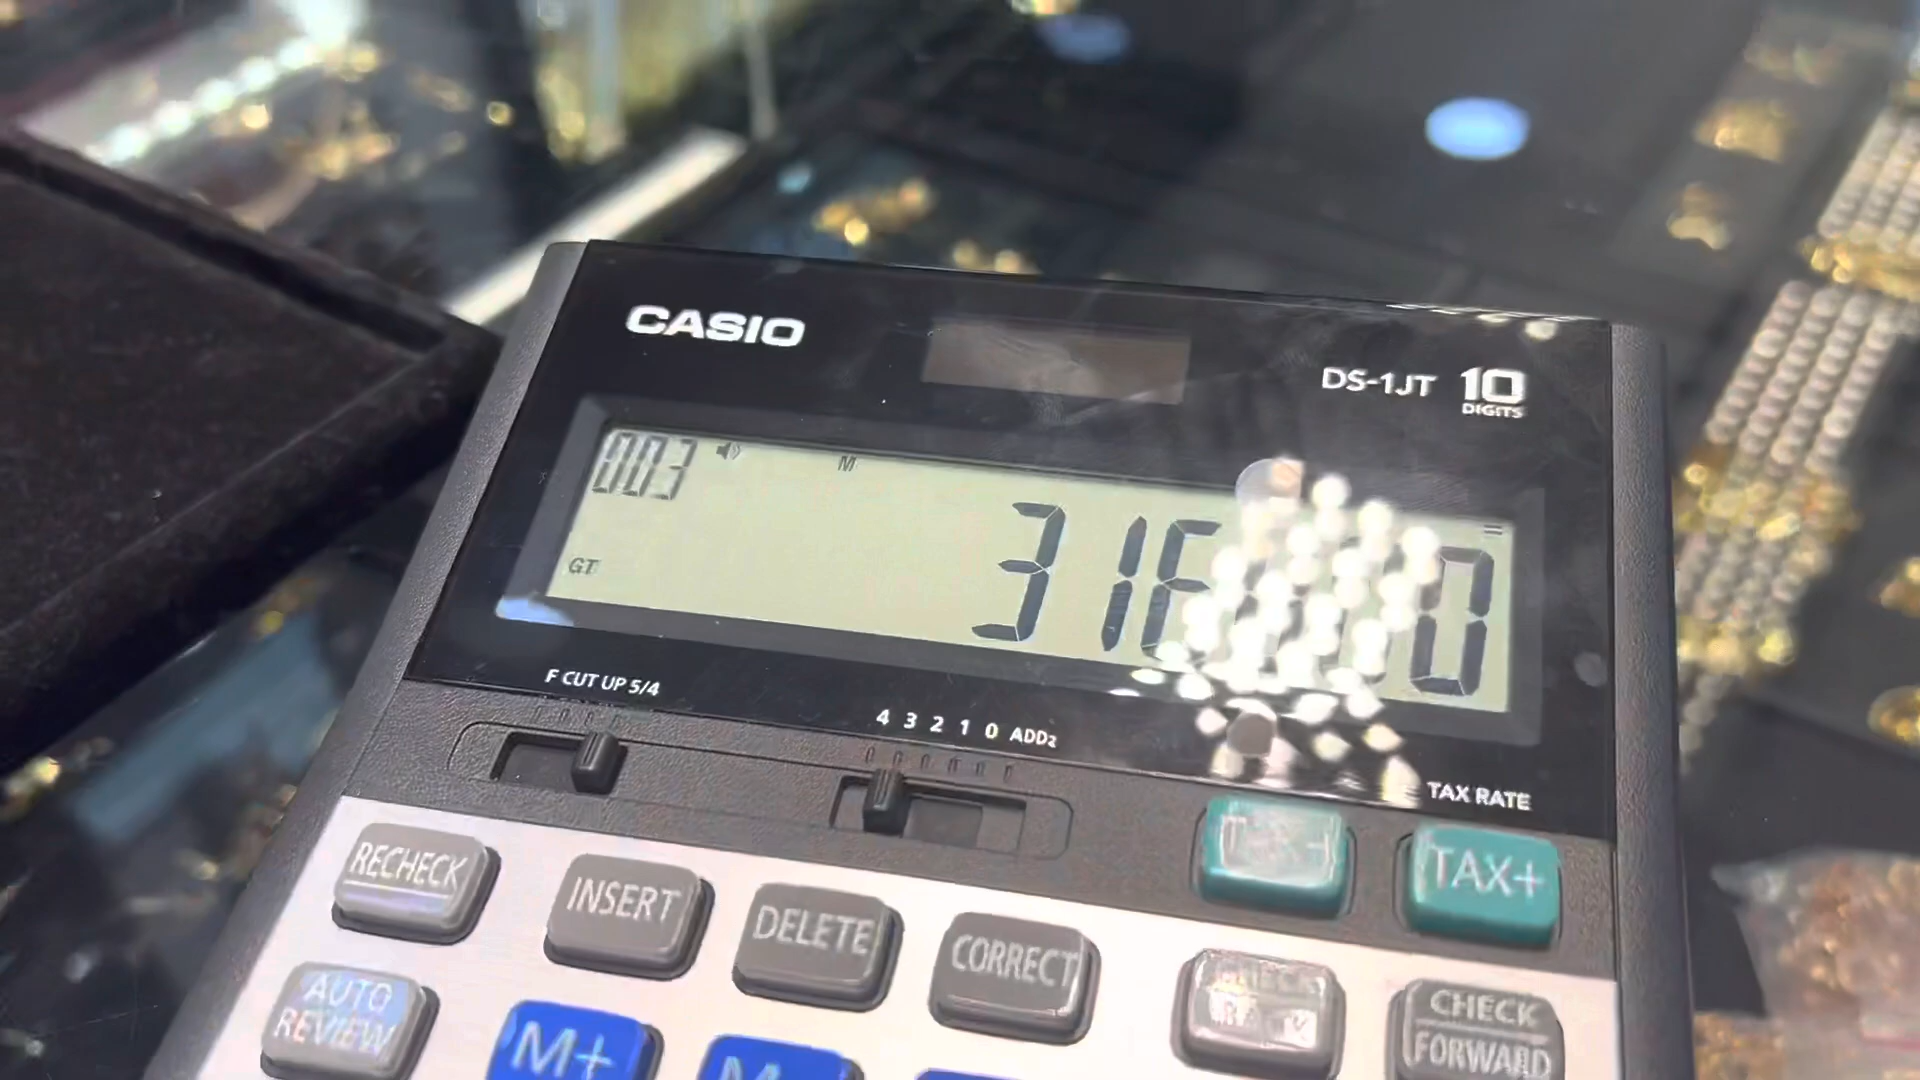 CASIO
DS-1JT 10
DIGITS
003 M
GT
F CUT UP 5/4
4 3 2 1 0 ADD2
TAX RATE
TAX+
RECHECK
INSERT
DELETE
CORRECT
CHECK
FORWARD
AUTO
REVIEW
M+